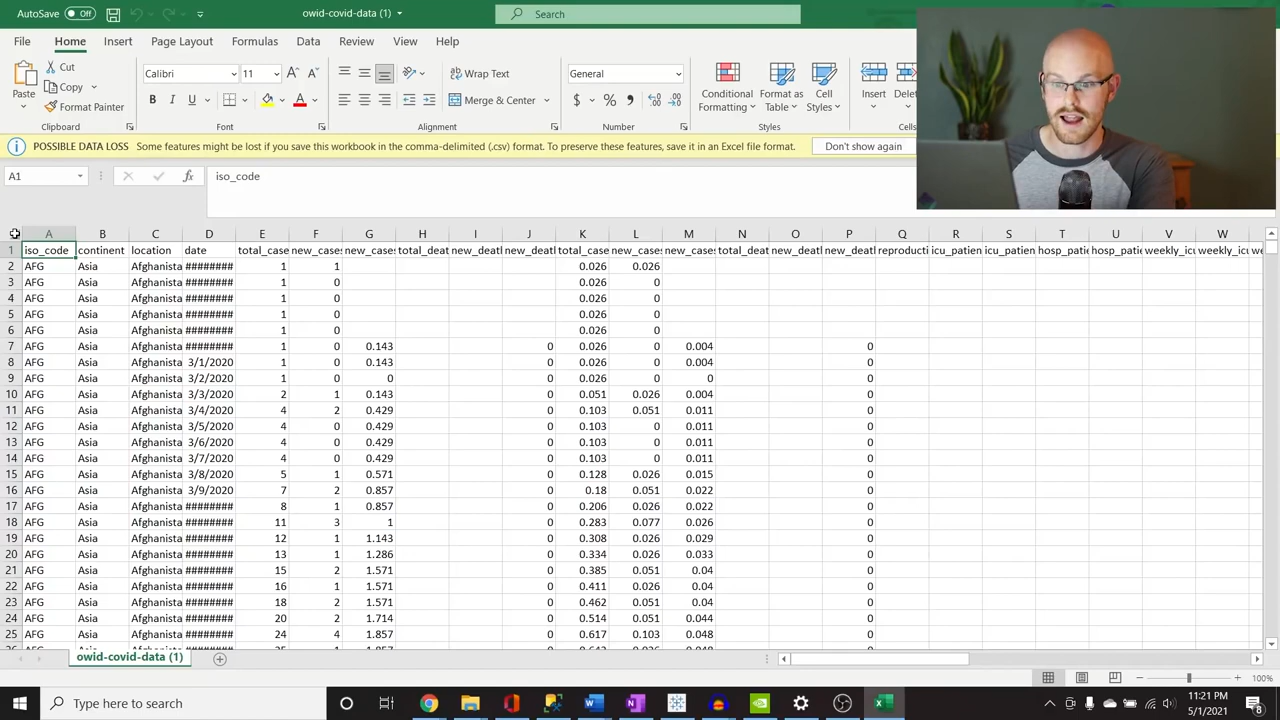 AutoSave Off owid-covid-data (1) Search
File Home Insert Page Layout Formulas Data Review View Help
Paste Cut Copy Format Painter Calibri 11 Wrap Text Merge & Center General Conditional Formatting Format as Table Cell Styles Insert Delet
Clipboard Font Alignment Number Styles Cells
POSSIBLE DATA LOSS Some features might be lost if you save this workbook in the comma-delimited (.csv) format. To preserve these features, save it in an Excel file format. Don't show again
A1 iso_code
A B C D E F G H I J K L M N O P Q R S T U V W
1 iso_code continent location date total_case new_case new_case total_deat new_deatl new_deatl total_case new_case new_case total_deat new_deatl new_deatl reproducti icu_patien icu_patien hosp_patie hosp_patie weekly_icu weekly_icu we
2 AFG Asia Afghanista ######## 1 1 0.026 0.026
3 AFG Asia Afghanista ######## 1 0 0.026 0
4 AFG Asia Afghanista ######## 1 0 0.026 0
5 AFG Asia Afghanista ######## 1 0 0.026 0
6 AFG Asia Afghanista ######## 1 0 0.026 0
7 AFG Asia Afghanista ######## 1 0 0.143 0 0.026 0 0.004 0
8 AFG Asia Afghanista 3/1/2020 1 0 0.143 0 0.026 0 0.004 0
9 AFG Asia Afghanista 3/2/2020 1 0 0 0 0.026 0 0 0
10 AFG Asia Afghanista 3/3/2020 2 1 0.143 0 0.051 0.026 0.004 0
11 AFG Asia Afghanista 3/4/2020 4 2 0.429 0 0.103 0.051 0.011 0
12 AFG Asia Afghanista 3/5/2020 4 0 0.429 0 0.103 0 0.011 0
13 AFG Asia Afghanista 3/6/2020 4 0 0.429 0 0.103 0 0.011 0
14 AFG Asia Afghanista 3/7/2020 4 0 0.429 0 0.103 0 0.011 0
15 AFG Asia Afghanista 3/8/2020 5 1 0.571 0 0.128 0.026 0.015 0
16 AFG Asia Afghanista 3/9/2020 7 2 0.857 0 0.18 0.051 0.022 0
17 AFG Asia Afghanista ######## 8 1 0.857 0 0.206 0.026 0.022 0
18 AFG Asia Afghanista ######## 11 3 1 0 0.283 0.077 0.026 0
19 AFG Asia Afghanista ######## 12 1 1.143 0 0.308 0.026 0.029 0
20 AFG Asia Afghanista ######## 13 1 1.286 0 0.334 0.026 0.033 0
21 AFG Asia Afghanista ######## 15 2 1.571 0 0.385 0.051 0.04 0
22 AFG Asia Afghanista ######## 16 1 1.571 0 0.411 0.026 0.04 0
23 AFG Asia Afghanista ######## 18 2 1.571 0 0.462 0.051 0.04 0
24 AFG Asia Afghanista ######## 20 2 1.714 0 0.514 0.051 0.044 0
25 AFG Asia Afghanista ######## 24 4 1.857 0 0.617 0.103 0.048 0
owid-covid-data (1)
100%
Type here to search 11:21 PM
5/1/2021 8